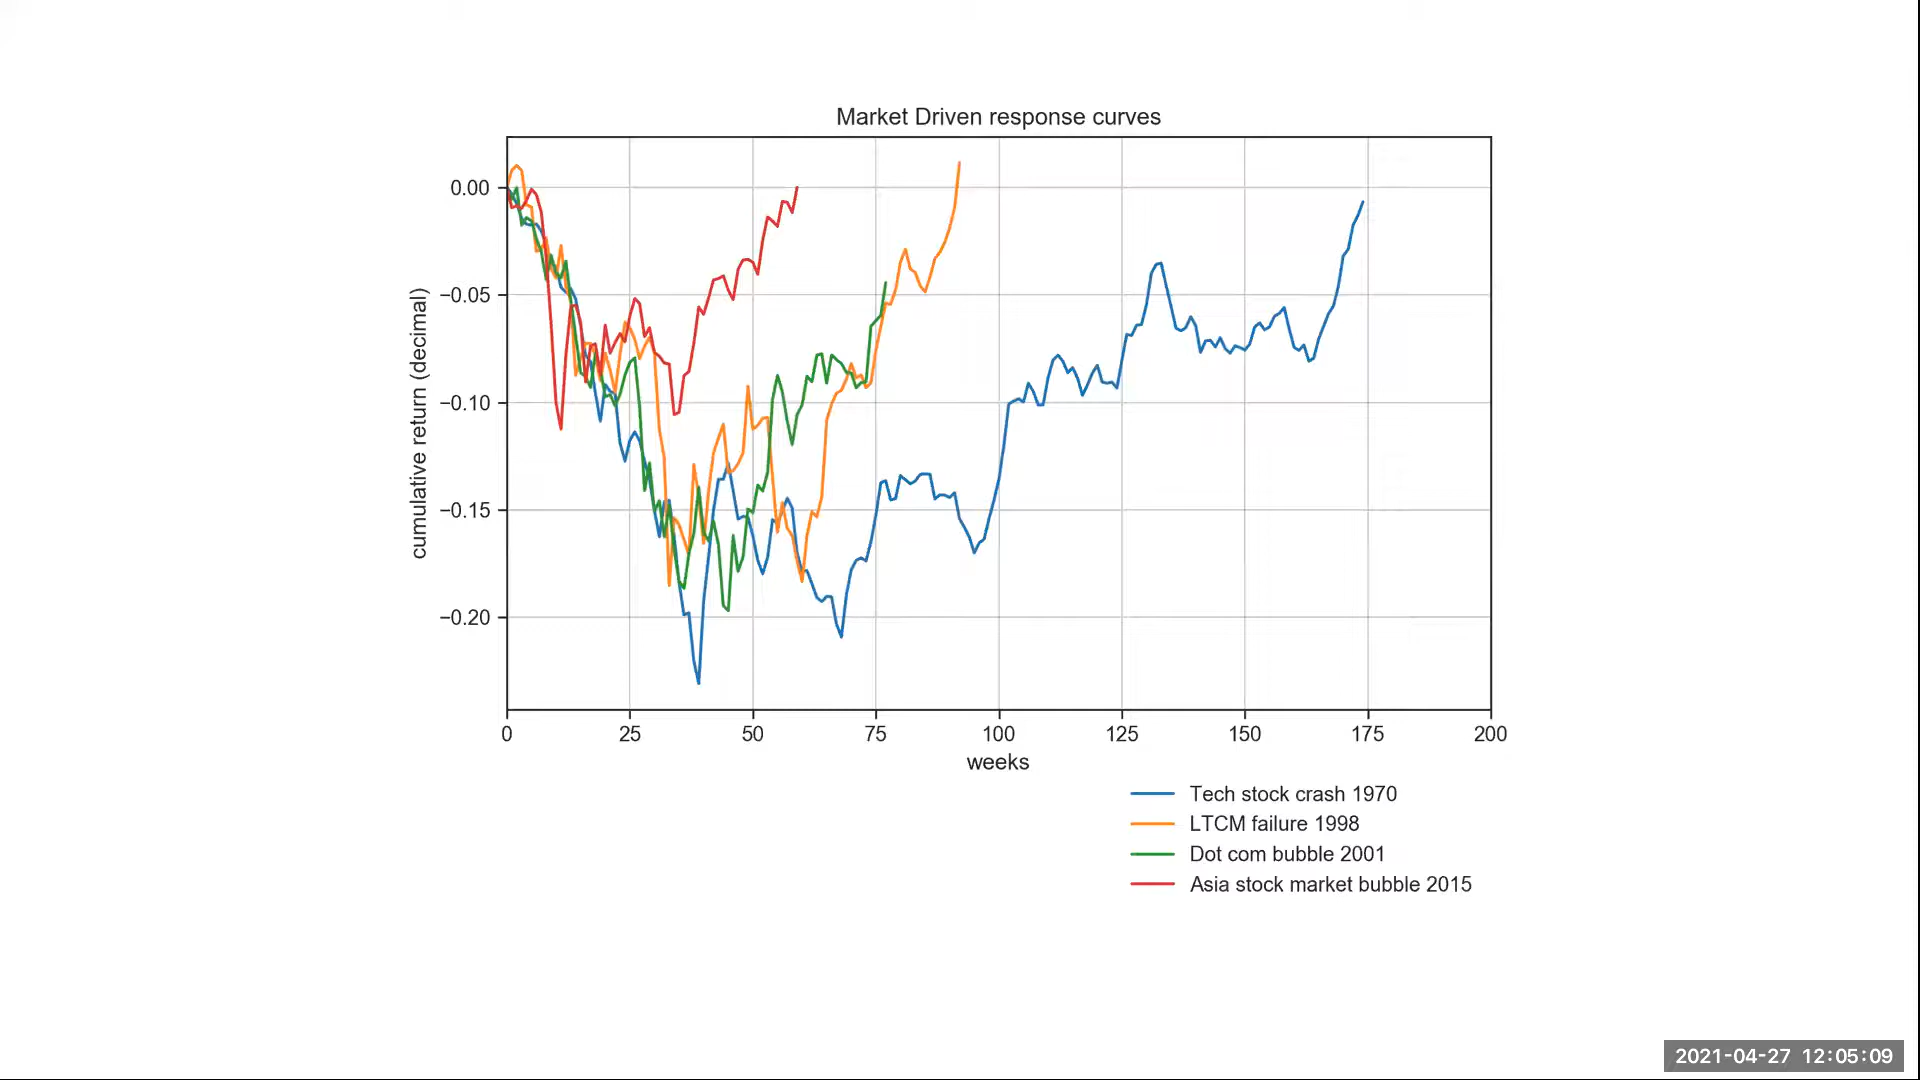 Market Driven response curves
0.00
−0.05
−0.10
−0.15
−0.20
cumulative return (decimal)
0 25 50 75 100 125 150 175 200
weeks
Tech stock crash 1970
LTCM failure 1998
Dot com bubble 2001
Asia stock market bubble 2015
2021-04-27 12:05:09